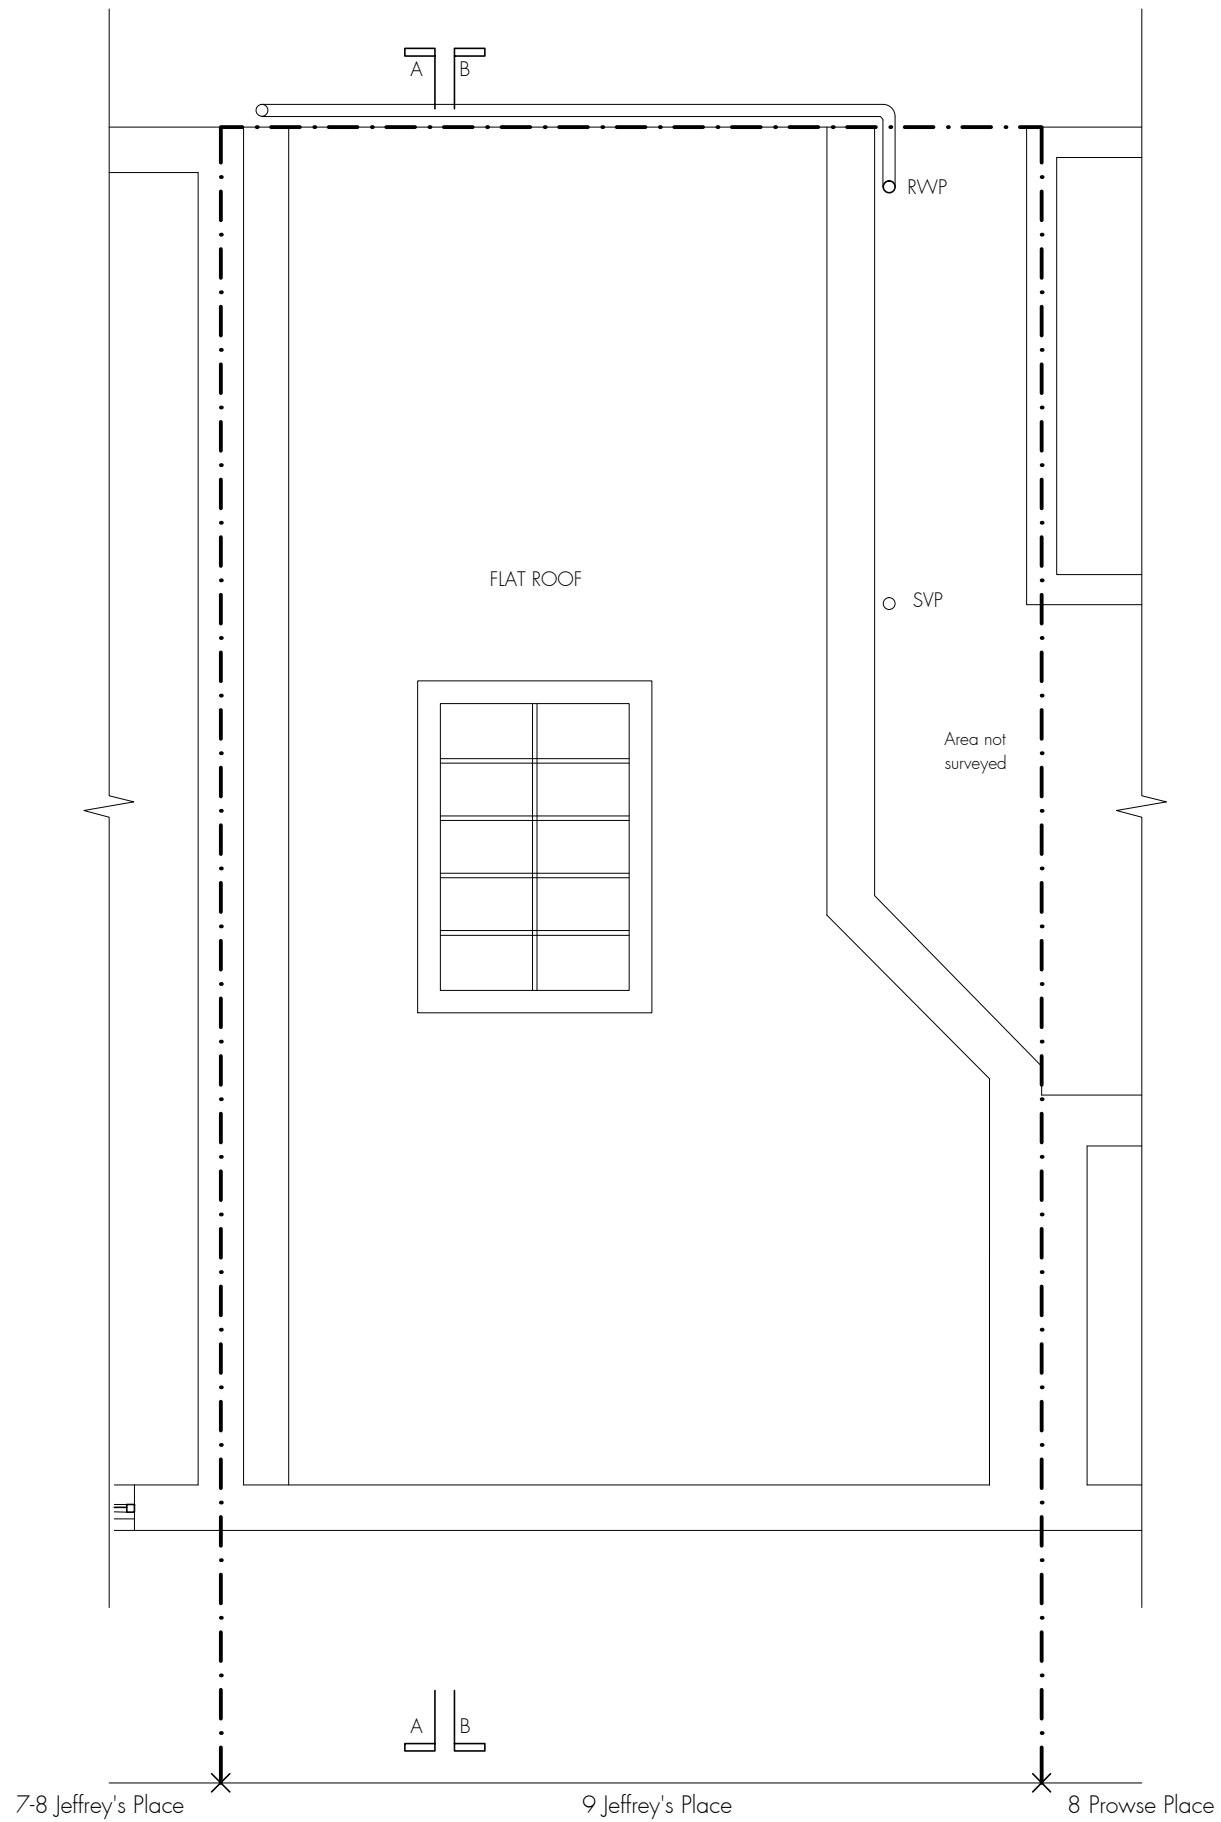 A B
RWP
FLAT ROOF
SVP
Area not
surveyed
A B
7-8 Jeffrey's Place
9 Jeffrey's Place
8 Prowse Place